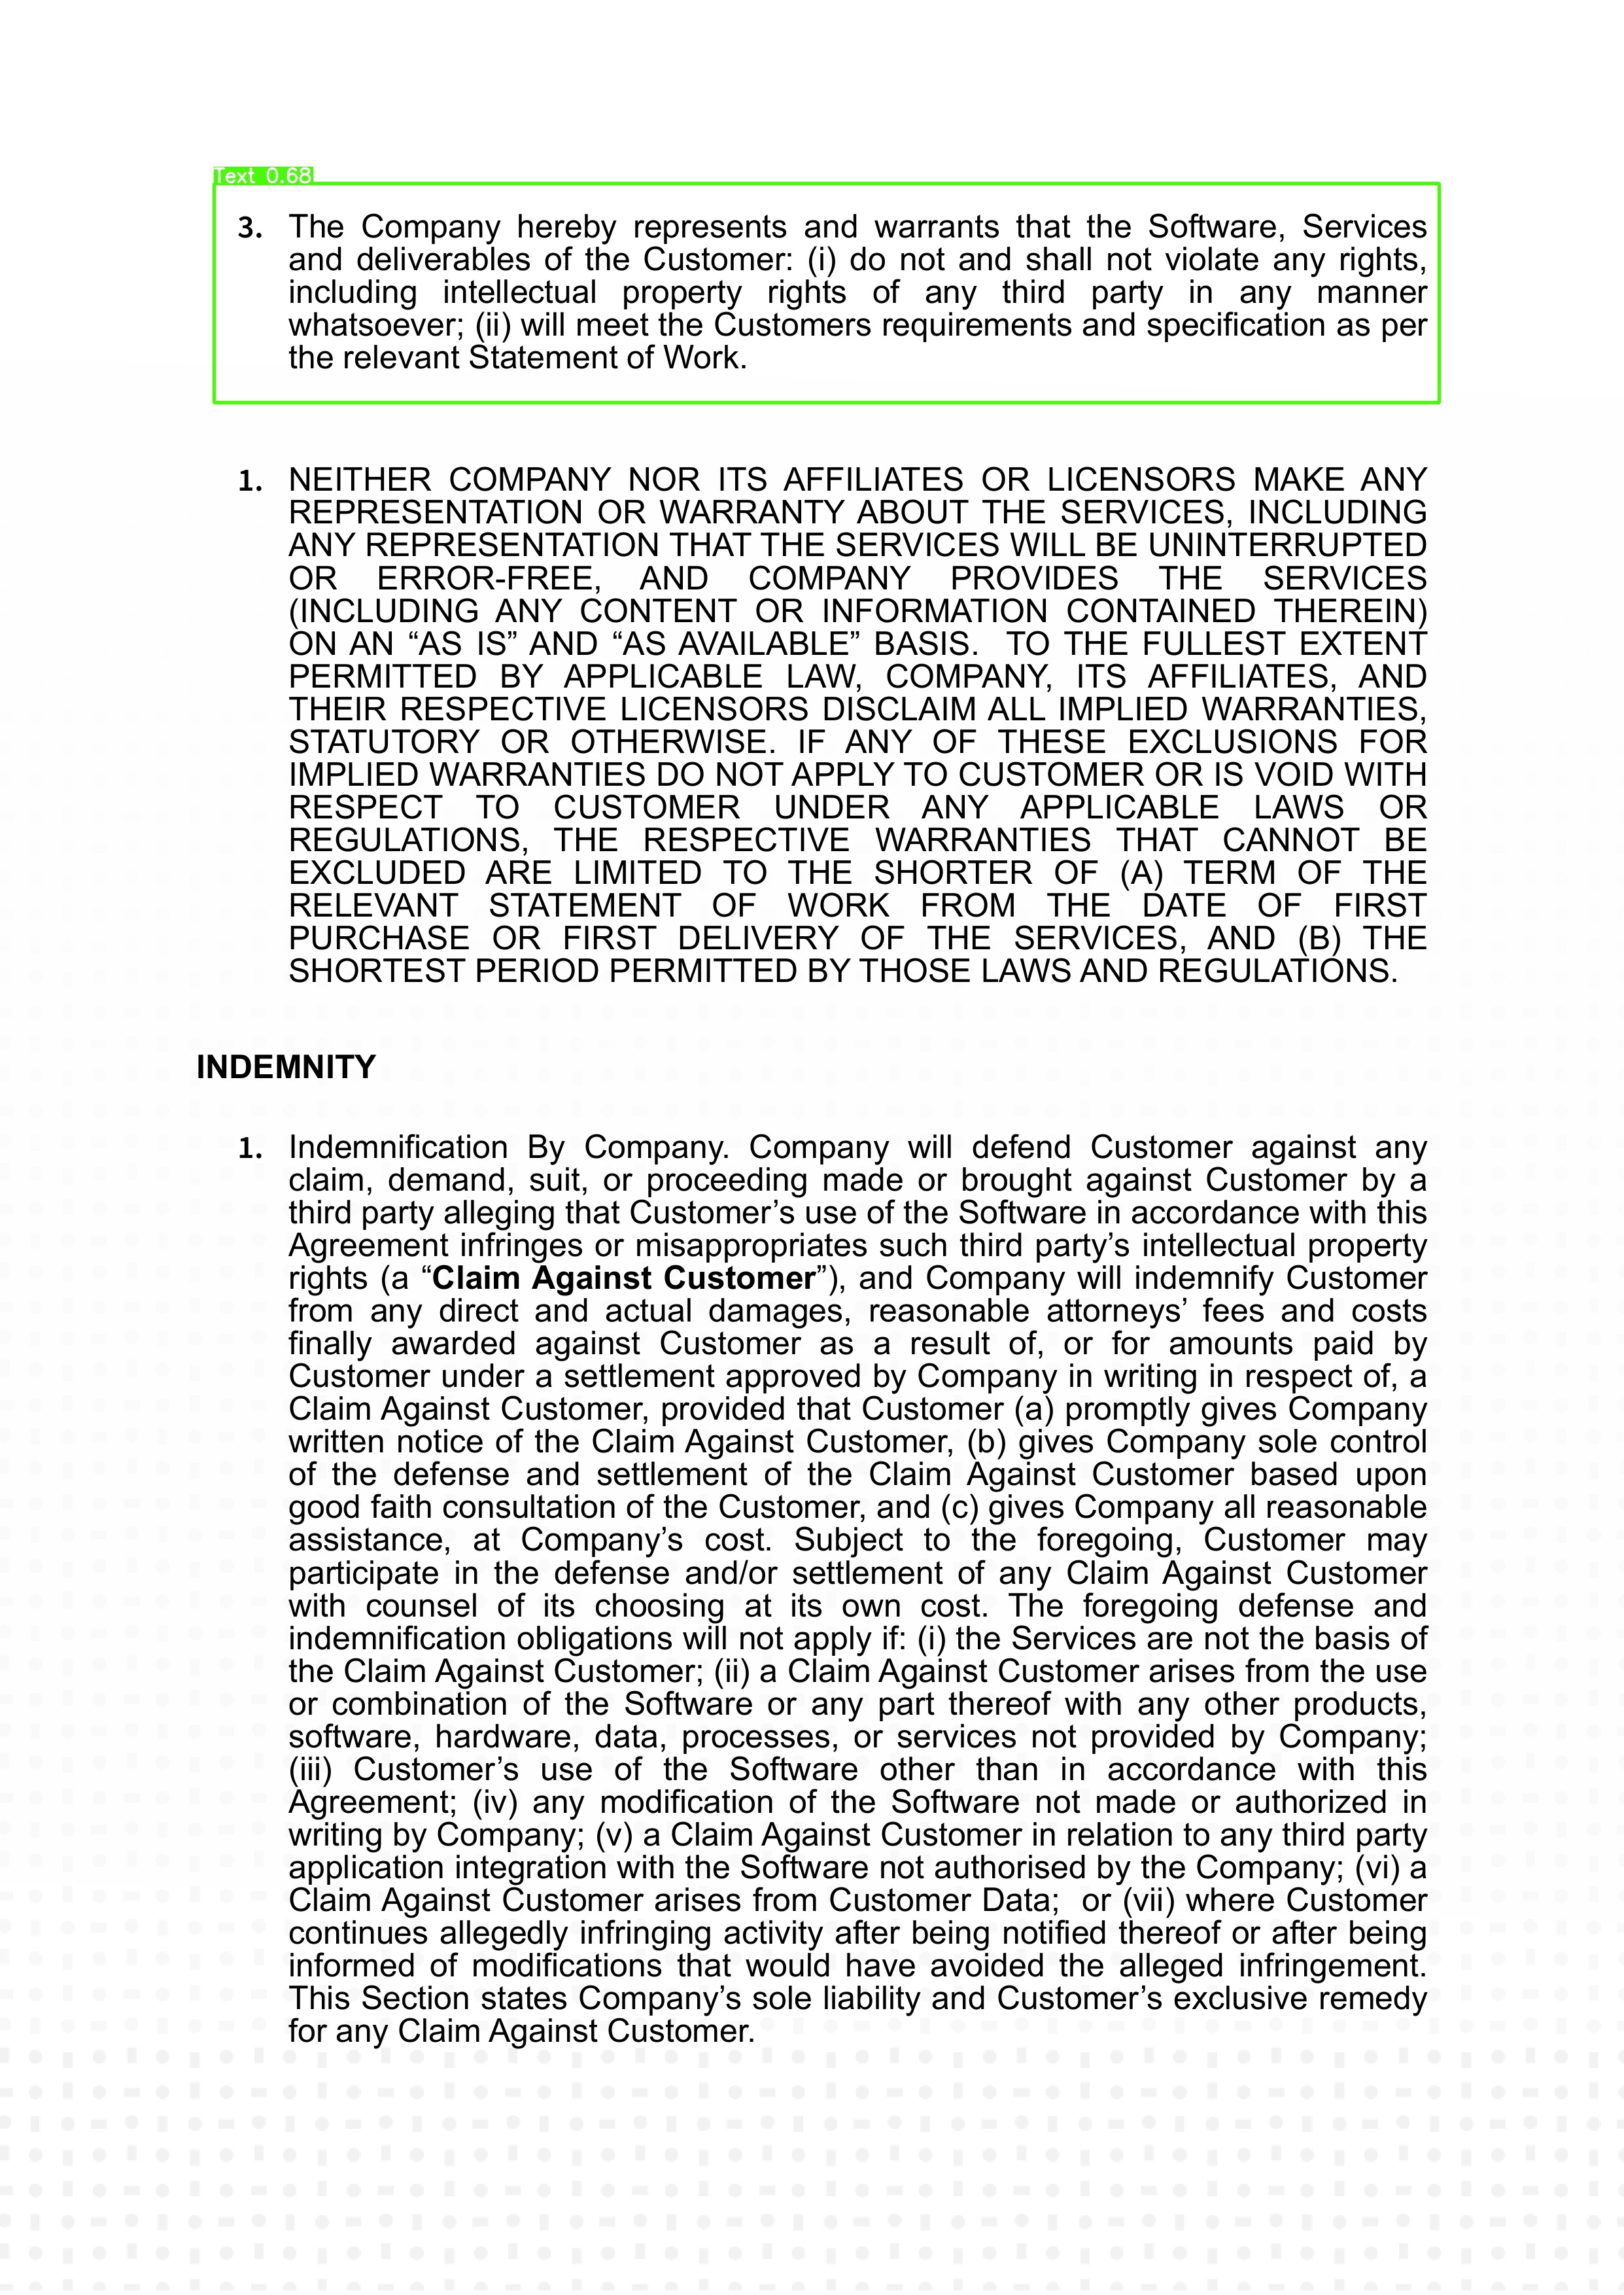 Text 0.68
3. The Company hereby represents and warrants that the Software, Services
and deliverables of the Customer: (i) do not and shall not violate any rights,
including intellectual property rights of any third party in any manner
whatsoever; (ii) will meet the Customers requirements and specification as per
the relevant Statement of Work.
1. NEITHER COMPANY NOR ITS AFFILIATES OR LICENSORS MAKE ANY
REPRESENTATION OR WARRANTY ABOUT THE SERVICES, INCLUDING
ANY REPRESENTATION THAT THE SERVICES WILL BE UNINTERRUPTED
OR ERROR-FREE, AND COMPANY PROVIDES THE SERVICES
(INCLUDING ANY CONTENT OR INFORMATION CONTAINED THEREIN)
ON AN “AS IS” AND “AS AVAILABLE” BASIS. TO THE FULLEST EXTENT
PERMITTED BY APPLICABLE LAW, COMPANY, ITS AFFILIATES, AND
THEIR RESPECTIVE LICENSORS DISCLAIM ALL IMPLIED WARRANTIES,
STATUTORY OR OTHERWISE. IF ANY OF THESE EXCLUSIONS FOR
IMPLIED WARRANTIES DO NOT APPLY TO CUSTOMER OR IS VOID WITH
RESPECT TO CUSTOMER UNDER ANY APPLICABLE LAWS OR
REGULATIONS, THE RESPECTIVE WARRANTIES THAT CANNOT BE
EXCLUDED ARE LIMITED TO THE SHORTER OF (A) TERM OF THE
RELEVANT STATEMENT OF WORK FROM THE DATE OF FIRST
PURCHASE OR FIRST DELIVERY OF THE SERVICES, AND (B) THE
SHORTEST PERIOD PERMITTED BY THOSE LAWS AND REGULATIONS.
INDEMNITY
1. Indemnification By Company. Company will defend Customer against any
claim, demand, suit, or proceeding made or brought against Customer by a
third party alleging that Customer’s use of the Software in accordance with this
Agreement infringes or misappropriates such third party’s intellectual property
rights (a “Claim Against Customer”), and Company will indemnify Customer
from any direct and actual damages, reasonable attorneys’ fees and costs
finally awarded against Customer as a result of, or for amounts paid by
Customer under a settlement approved by Company in writing in respect of, a
Claim Against Customer, provided that Customer (a) promptly gives Company
written notice of the Claim Against Customer, (b) gives Company sole control
of the defense and settlement of the Claim Against Customer based upon
good faith consultation of the Customer, and (c) gives Company all reasonable
assistance, at Company’s cost. Subject to the foregoing, Customer may
participate in the defense and/or settlement of any Claim Against Customer
with counsel of its choosing at its own cost. The foregoing defense and
indemnification obligations will not apply if: (i) the Services are not the basis of
the Claim Against Customer; (ii) a Claim Against Customer arises from the use
or combination of the Software or any part thereof with any other products,
software, hardware, data, processes, or services not provided by Company;
(iii) Customer’s use of the Software other than in accordance with this
Agreement; (iv) any modification of the Software not made or authorized in
writing by Company; (v) a Claim Against Customer in relation to any third party
application integration with the Software not authorised by the Company; (vi) a
Claim Against Customer arises from Customer Data; or (vii) where Customer
continues allegedly infringing activity after being notified thereof or after being
informed of modifications that would have avoided the alleged infringement.
This Section states Company’s sole liability and Customer’s exclusive remedy
for any Claim Against Customer.